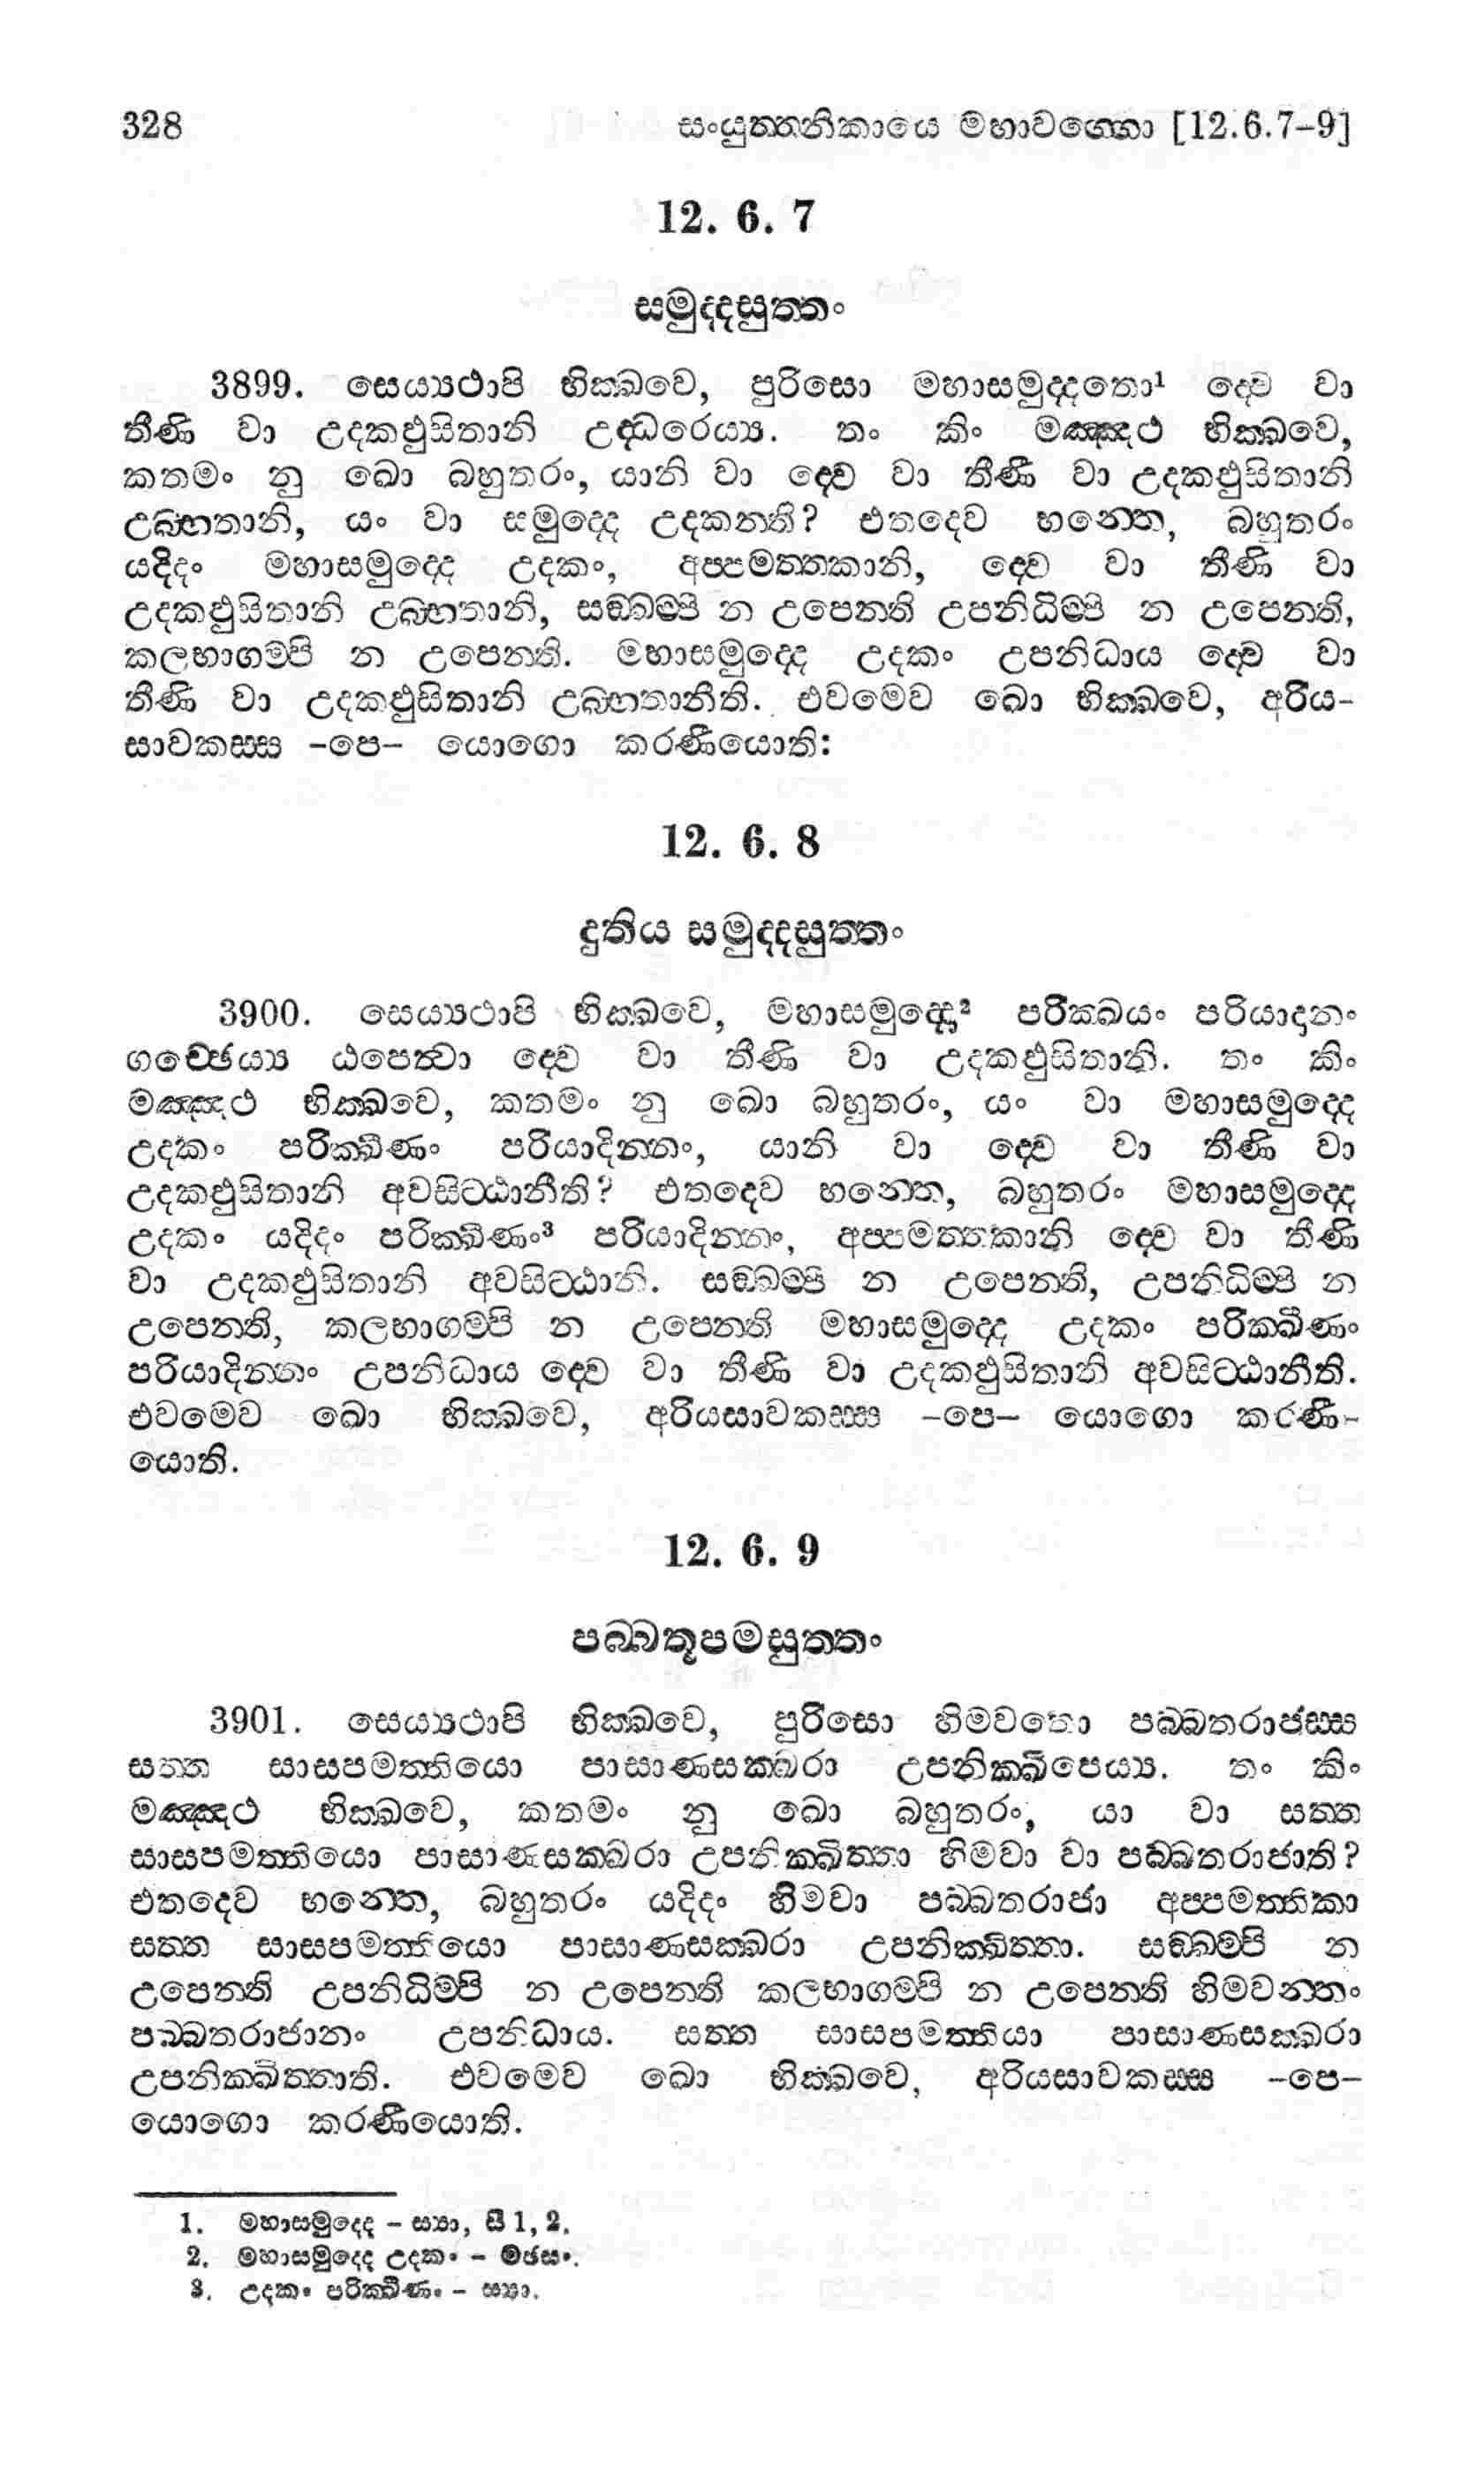 328 සංයුත්තනිකායෙ මහාවග්ගො [12.6.7-9]
12. 6. 7
සමුද්දසුත්තං
3899. සෙය්‍යථාපි භික්ඛවෙ, පුරිසො මහාසමුද්දතො¹ ද්වෙ වා
තීණි වා උදකඵුසිතානි උද්ධරෙය්‍ය. තං කිං මඤ්ඤථ භික්ඛවෙ,
කතමං නු ඛො බහුතරං, යානි වා ද්වෙ වා තීණි වා උදකඵුසිතානි
උබ්භතානි, යං වා සමුද්දෙ උදකන්ති? එතදෙව භන්තෙ, බහුතරං
යදිදං මහාසමුද්දෙ උදකං, අප්පමත්තකානි, ද්වෙ වා තීණි වා
උදකඵුසිතානි උබ්භතානි, සඞ්ඛම්පි න උපෙන්ති උපනිධිම්පි න උපෙන්ති,
කලභාගම්පි න උපෙන්ති. මහාසමුද්දෙ උදකං උපනිධාය ද්වෙ වා
තීණි වා උදකඵුසිතානි උබ්භතානීති. එවමෙව ඛො භික්ඛවෙ, අරිය-
සාවකස්ස -පෙ- යොගො කරණීයොති:
12. 6. 8
දුතිය සමුද්දසුත්තං
3900. සෙය්‍යථාපි භික්ඛවෙ, මහාසමුද්දො² පරික්ඛයං පරියාදානං
ගච්ඡෙය්‍ය ඨපෙත්වා ද්වෙ වා තීණි වා උදකඵුසිතානි. තං කිං
මඤ්ඤථ භික්ඛවෙ, කතමං නු ඛො බහුතරං, යං වා මහාසමුද්දෙ
උදකං පරික්ඛීණං පරියාදින්නං, යානි වා ද්වෙ වා තීණි වා
උදකඵුසිතානි අවසිට්ඨානීති? එතදෙව භන්තෙ, බහුතරං මහාසමුද්දෙ
උදකං යදිදං පරික්ඛීණං³ පරියාදින්නං, අප්පමත්තකානි ද්වෙ වා තීණි
වා උදකඵුසිතානි අවසිට්ඨානි. සඞ්ඛම්පි න උපෙන්ති, උපනිධිම්පි න
උපෙන්ති, කලභාගම්පි න උපෙන්ති මහාසමුද්දෙ උදකං පරික්ඛීණං
පරියාදින්නං උපනිධාය ද්වෙ වා තීණි වා උදකඵුසිතානි අවසිට්ඨානීති.
එවමෙව ඛො භික්ඛවෙ, අරියසාවකස්ස -පෙ- යොගො කරණී-
යොති.
12. 6. 9
පබ්බතූපමසුත්තං
3901. සෙය්‍යථාපි භික්ඛවෙ, පුරිසො හිමවතො පබ්බතරාජස්ස
සත්ත සාසපමත්තියො පාසාණසක්ඛරා උපනික්ඛිපෙය්‍ය. තං කිං
මඤ්ඤථ භික්ඛවෙ, කතමං නු ඛො බහුතරං, යා වා සත්ත
සාසපමත්තියො පාසාණසක්ඛරා උපනික්ඛිත්තා හිමවා වා පබ්බතරාජාති?
එතදෙව භන්තෙ, බහුතරං යදිදං හිමවා පබ්බතරාජා අප්පමත්තිකා
සත්ත සාසපමත්තියො පාසාණසක්ඛරා උපනික්ඛිත්තා. සඞ්ඛම්පි න
උපෙන්ති උපනිධිම්පි න උපෙන්ති කලභාගම්පි න උපෙන්ති හිමවන්තං
පබ්බතරාජානං උපනිධාය. සත්ත සාසපමත්තියා පාසාණසක්ඛරා
උපනික්ඛිත්තාති. එවමෙව ඛො භික්ඛවෙ, අරියසාවකස්ස -පෙ-
යොගො කරණීයොති.
1. මහාසමුද්දෙ - ස්‍යා, සී 1, 2.
2. මහාසමුද්දෙ උදකං - මජසං.
3. උදකං පරික්ඛීණං - ස්‍යා.